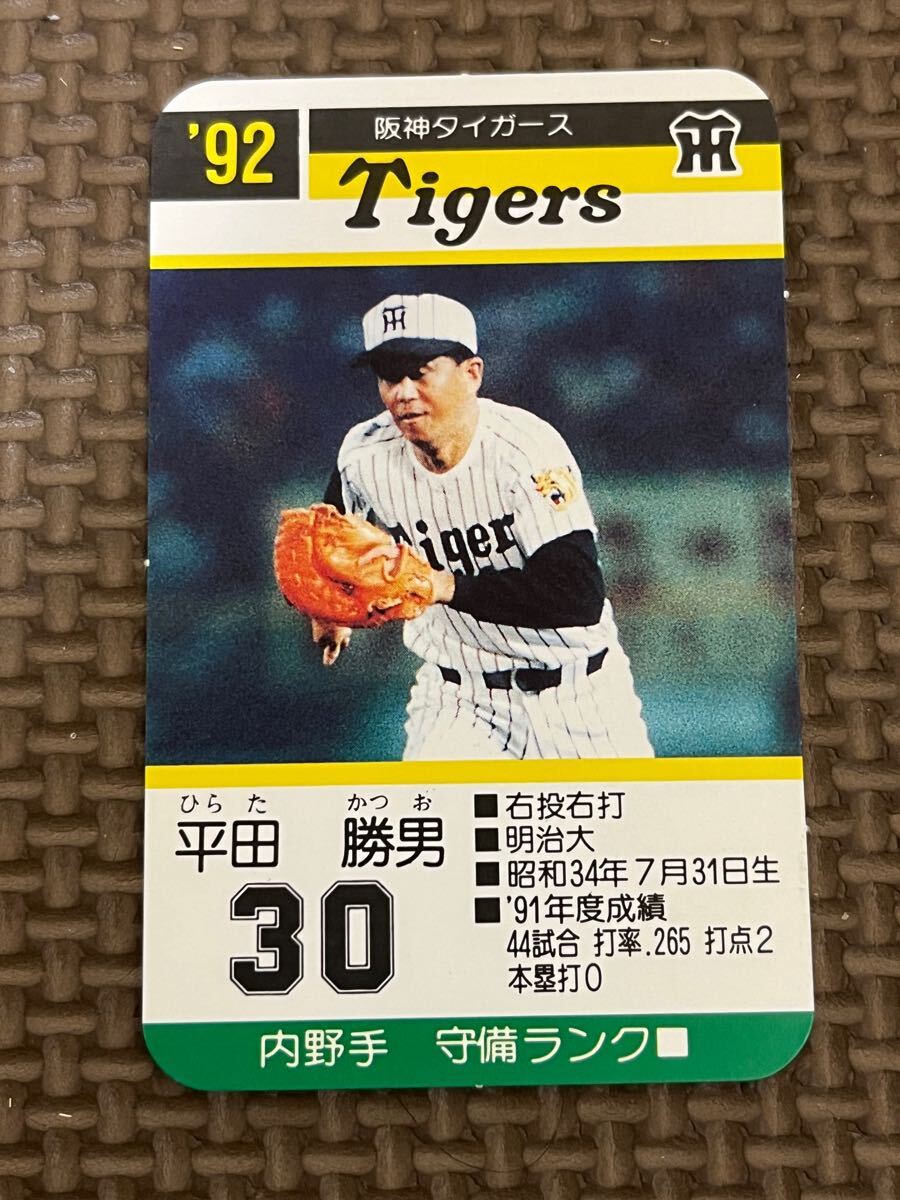 '92
阪神タイガース
Tigers
TH
TH
Tiger
ひらた かつお
平田 勝男
30
■右投右打
■明治大
■昭和34年7月31日生
■'91年度成績
44試合 打率.265 打点2
本塁打0
内野手 守備ランク■